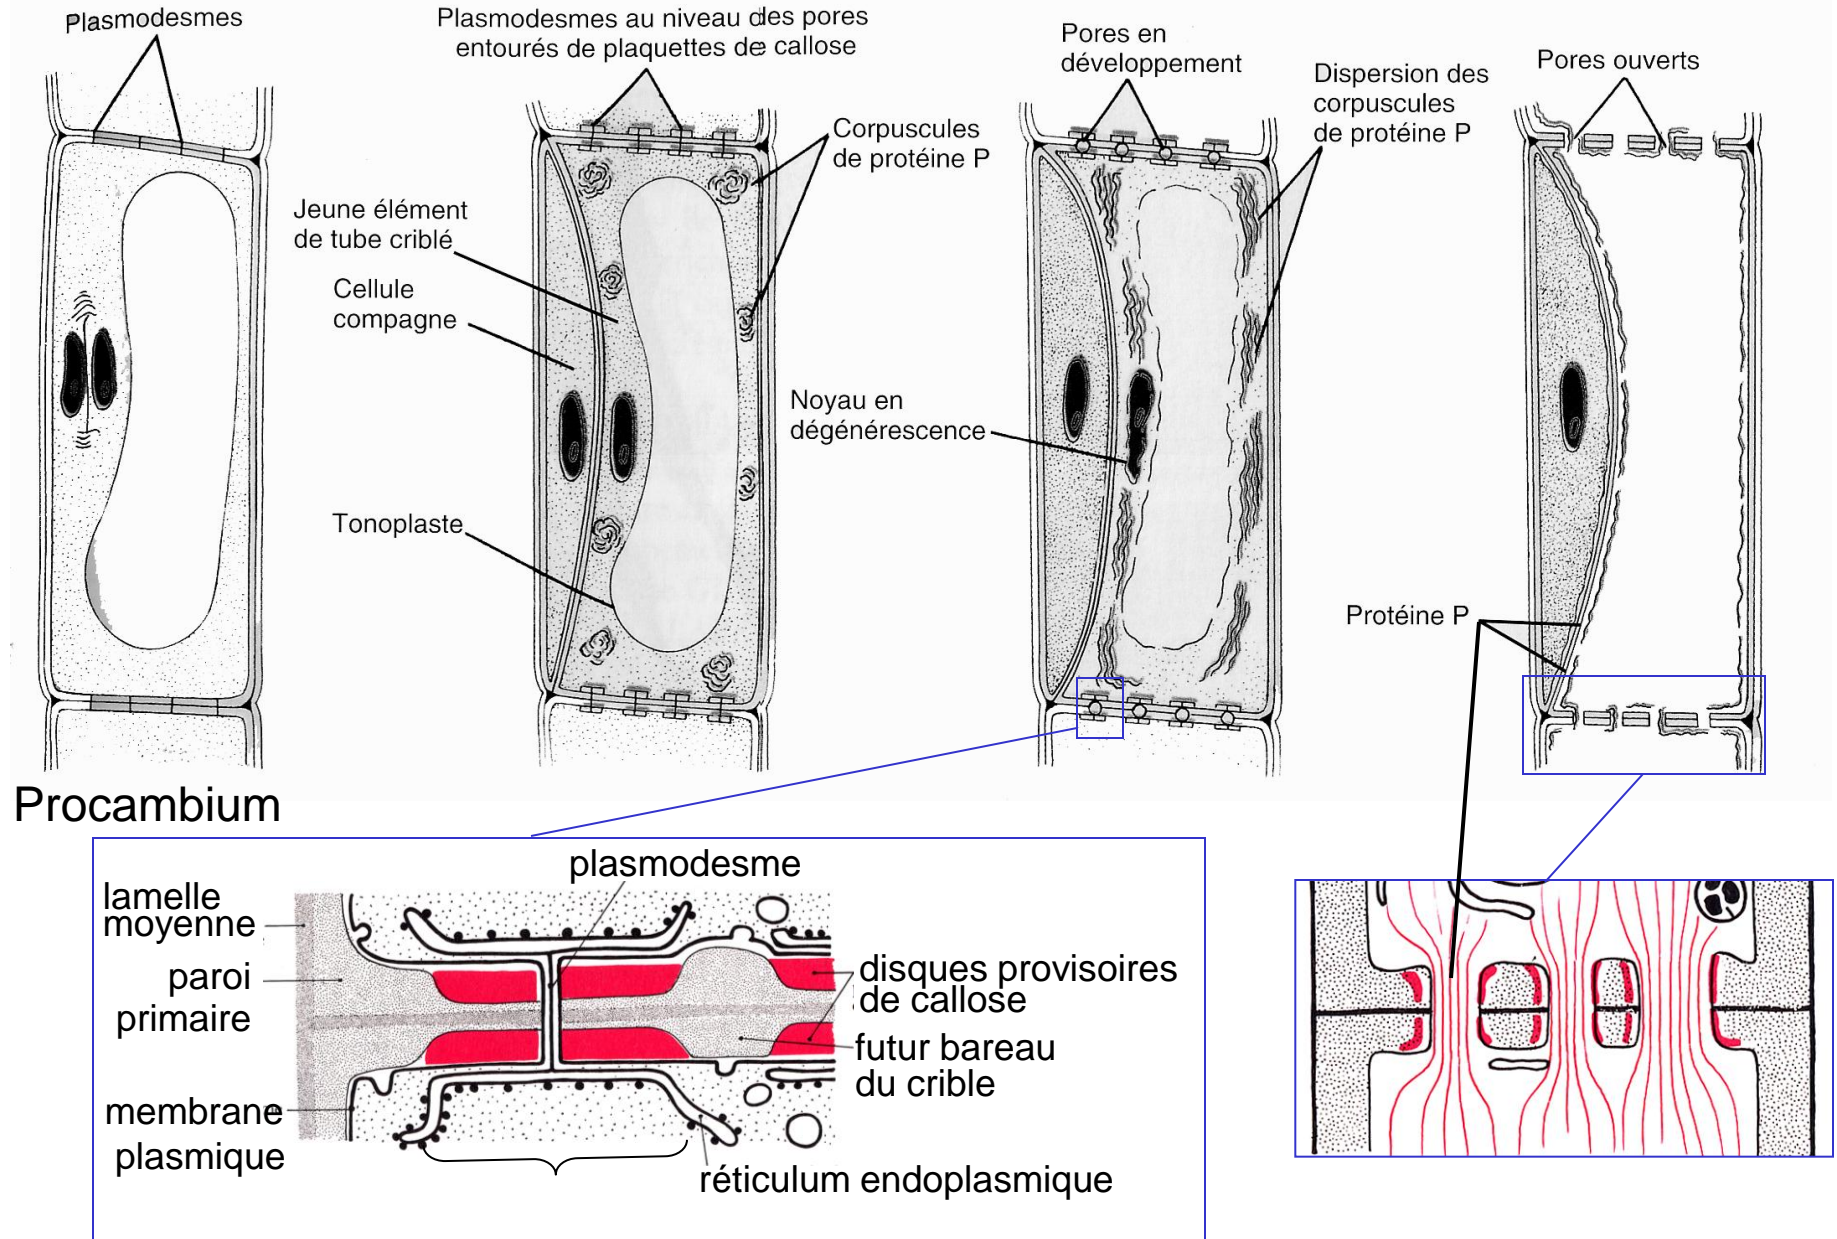 Plasmodesmes
Plasmodesmes au niveau des pores
entourés de plaquettes de callose
Corpuscules
de protéine P
Jeune élément
de tube criblé
Cellule
compagne
Tonoplaste
Pores en
développement
Dispersion des
corpuscules
de protéine P
Noyau en
dégénérescence
Pores ouverts
Protéine P
Procambium
plasmodesme
lamelle
moyenne
paroi
primaire
membrane
plasmique
disques provisoires
de callose
futur bareau
du crible
réticulum endoplasmique